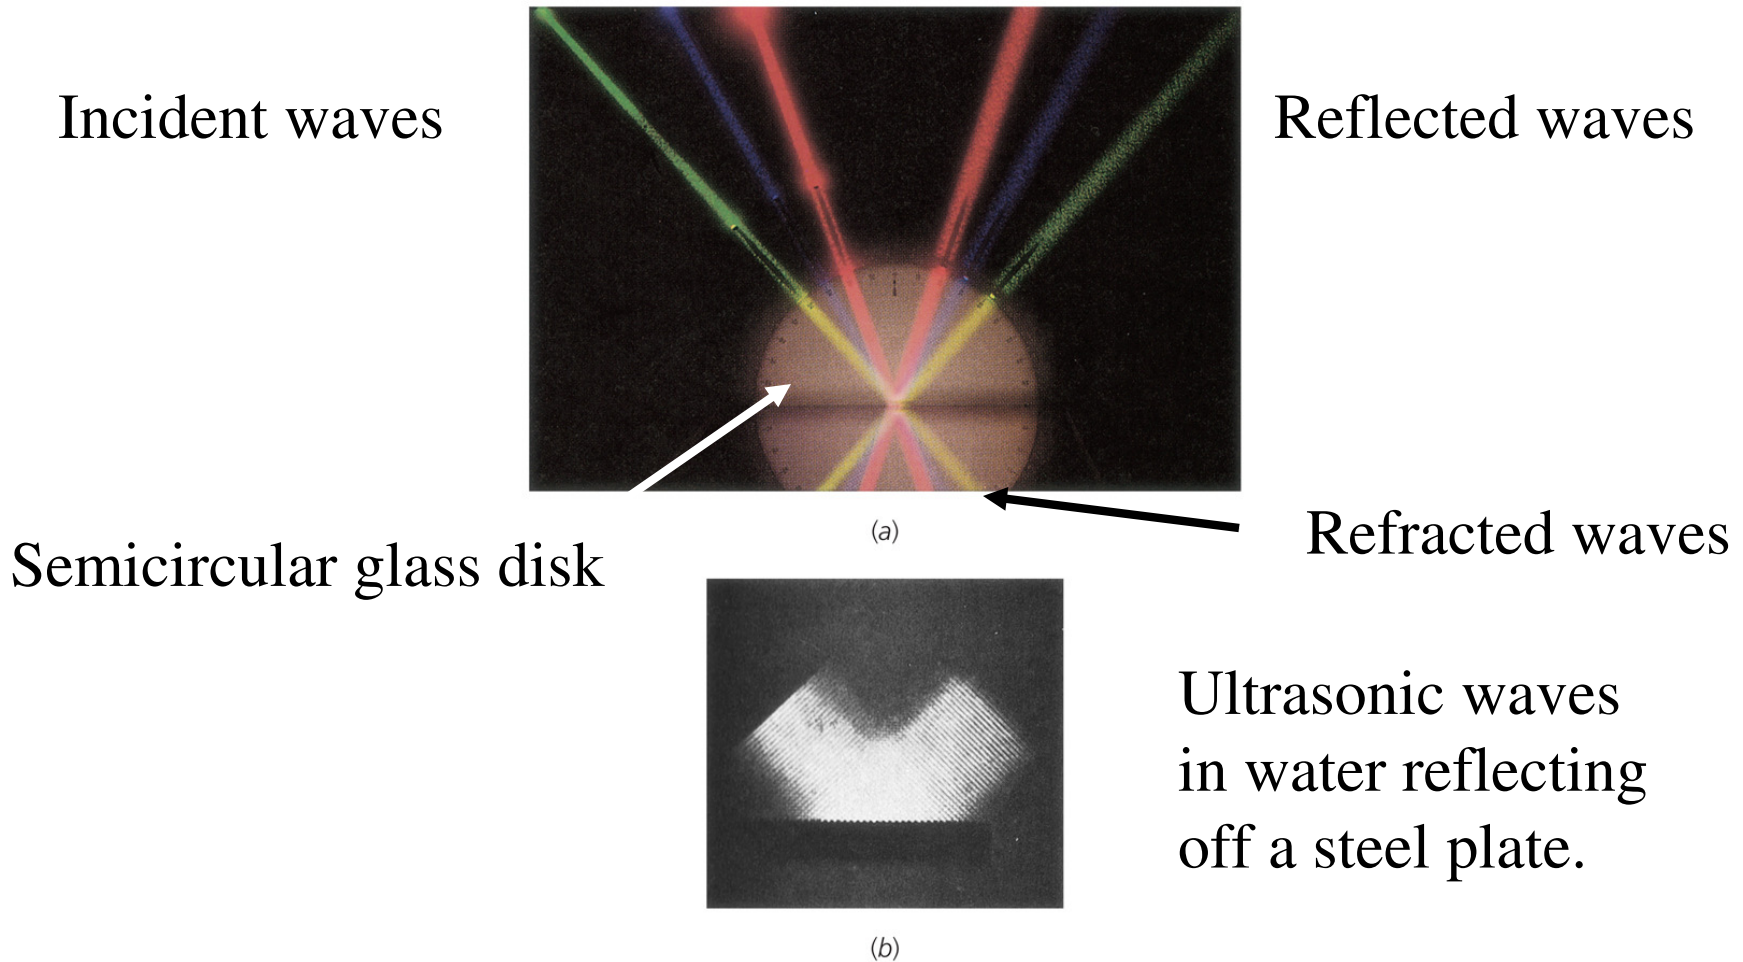 Incident waves
Reflected waves
(a)
Refracted waves
Semicircular glass disk
Ultrasonic waves
in water reflecting
off a steel plate.
(b)